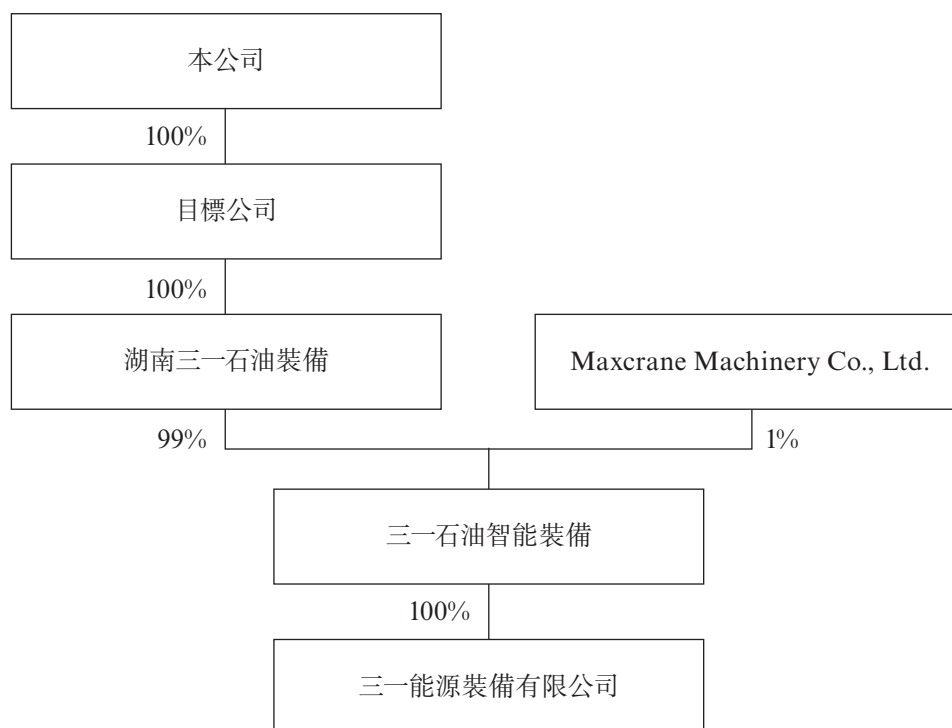 本公司
100%
目標公司
100%
湖南三一石油裝備
Maxcrane Machinery Co., Ltd.
99%
1%
三一石油智能裝備
100%
三一能源裝備有限公司